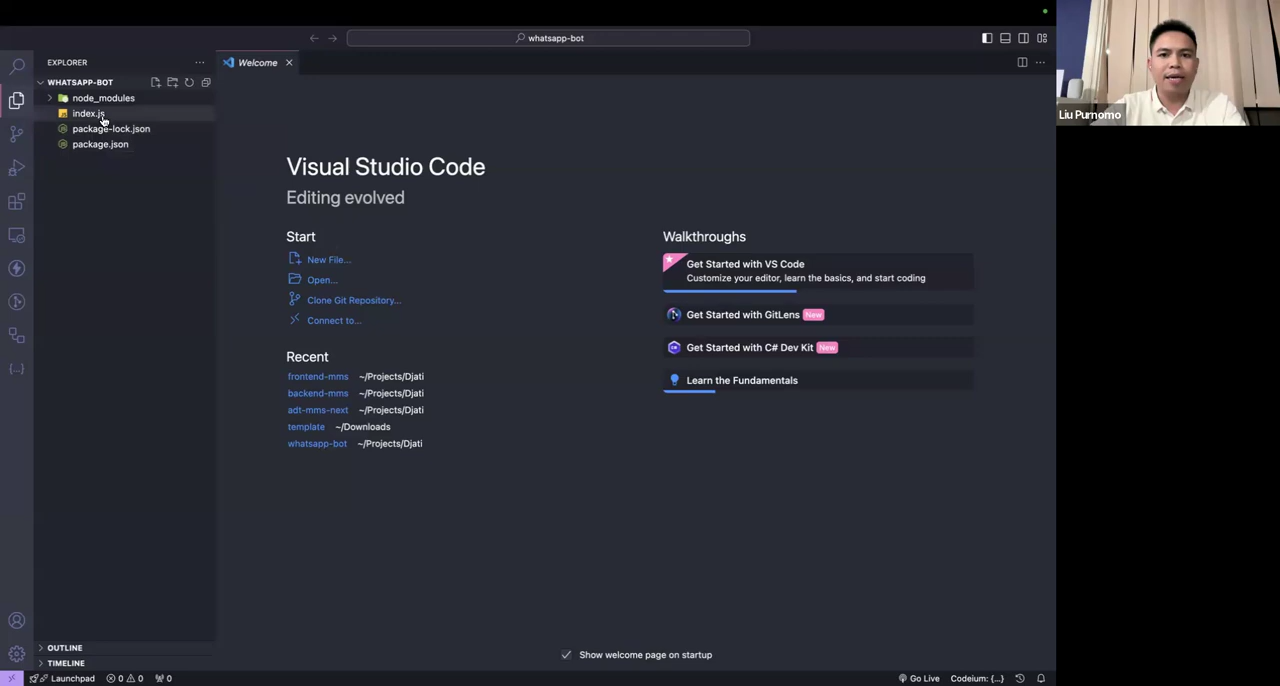 whatsapp-bot
Liu Purnomo
EXPLORER
WHATSAPP-BOT
node_modules
index.js
package-lock.json
package.json
OUTLINE
TIMELINE
Welcome
Visual Studio Code
Editing evolved
Start
New File...
Open...
Clone Git Repository...
Connect to...
Recent
frontend-mms ~/Projects/Djati
backend-mms ~/Projects/Djati
adt-mms-next ~/Projects/Djati
template ~/Downloads
whatsapp-bot ~/Projects/Djati
Walkthroughs
Get Started with VS Code
Customize your editor, learn the basics, and start coding
Get Started with GitLens New
Get Started with C# Dev Kit New
Learn the Fundamentals
Show welcome page on startup
Launchpad 0 0 0 Go Live Codeium: {...}